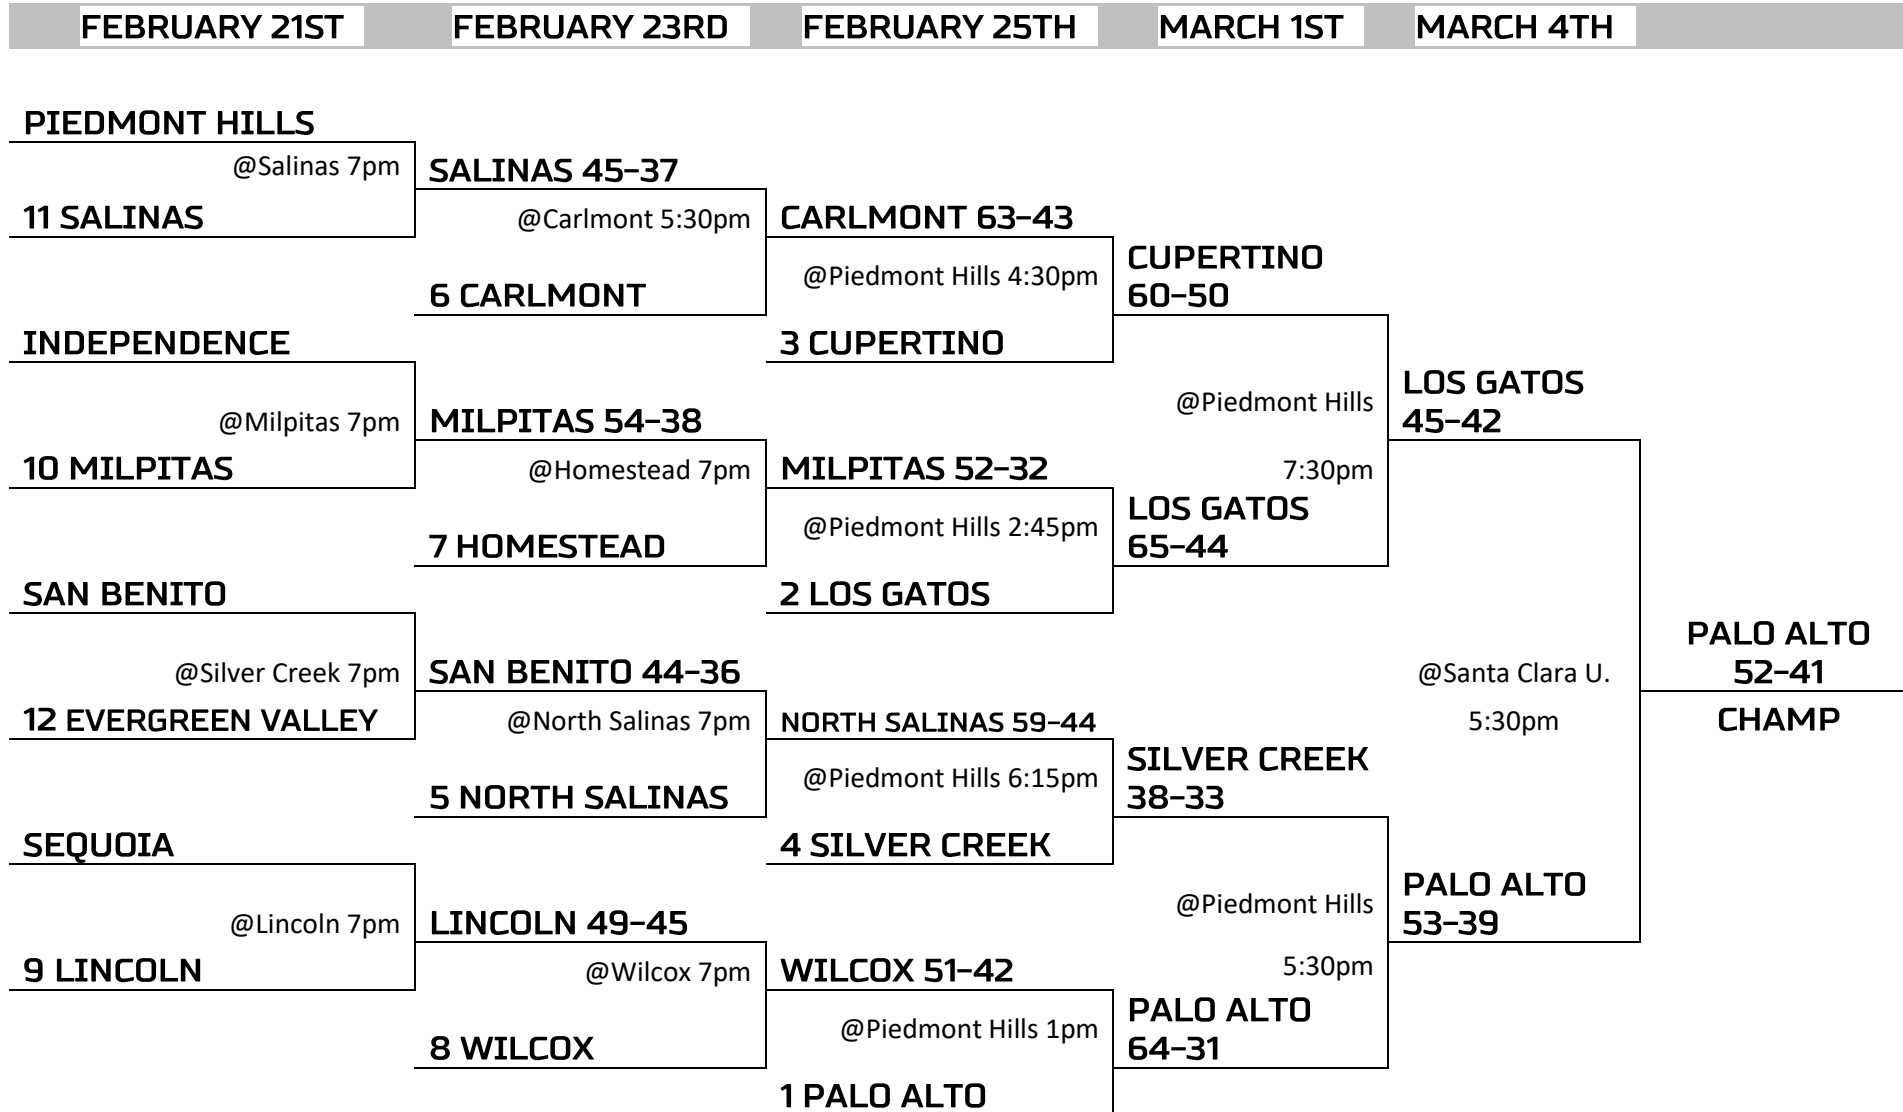 FEBRUARY 21ST FEBRUARY 23RD FEBRUARY 25TH MARCH 1ST MARCH 4TH
PIEDMONT HILLS
@Salinas 7pm
11 SALINAS
INDEPENDENCE
@Milpitas 7pm
10 MILPITAS
SAN BENITO
@Silver Creek 7pm
12 EVERGREEN VALLEY
SEQUOIA
@Lincoln 7pm
9 LINCOLN
SALINAS 45-37
@Carlmont 5:30pm
6 CARLMONT
MILPITAS 54-38
@Homestead 7pm
7 HOMESTEAD
SAN BENITO 44-36
@North Salinas 7pm
5 NORTH SALINAS
LINCOLN 49-45
@Wilcox 7pm
8 WILCOX
CARLMONT 63-43
@Piedmont Hills 4:30pm
3 CUPERTINO
MILPITAS 52-32
@Piedmont Hills 2:45pm
2 LOS GATOS
NORTH SALINAS 59-44
@Piedmont Hills 6:15pm
4 SILVER CREEK
WILCOX 51-42
@Piedmont Hills 1pm
1 PALO ALTO
CUPERTINO
60-50
@Piedmont Hills
7:30pm
LOS GATOS
65-44
SILVER CREEK
38-33
@Piedmont Hills
5:30pm
PALO ALTO
64-31
LOS GATOS
45-42
@Santa Clara U.
5:30pm
PALO ALTO
53-39
PALO ALTO
52-41
CHAMP